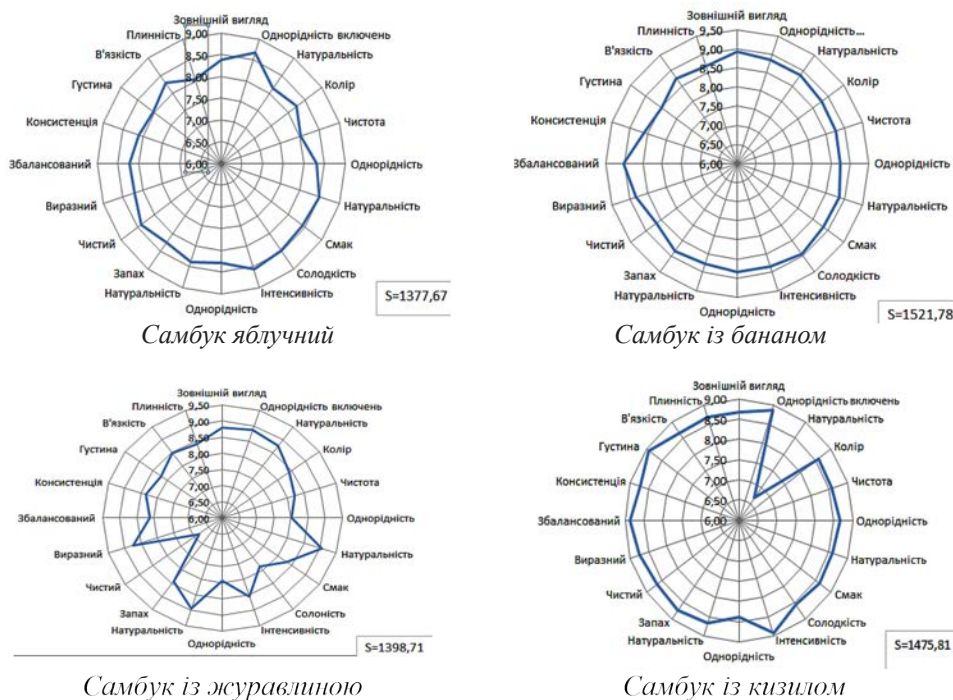 Зовнішній вигляд
Однорідність включень
Натуральність
Колір
Чистота
Однорідність
Натуральність
Смак
Солодкість
Інтенсивність
Однорідність
Натуральність
Запах
Чистий
Виразний
Збалансований
Консистенція
Густина
В'язкість
Плинність
9,00
8,50
8,00
7,50
7,00
6,50
6,00
S=1377,67
Самбук яблучний
Зовнішній вигляд
Однорідність...
Натуральність
Колір
Чистота
Однорідність
Натуральність
Смак
Солодкість
Інтенсивність
Однорідність
Натуральність
Запах
Чистий
Виразний
Збалансований
Консистенція
Густина
В'язкість
Плинність
9,50
9,00
8,50
8,00
7,50
7,00
6,50
6,00
S=1521,78
Самбук із бананом
Зовнішній вигляд
Однорідність включень
Натуральність
Колір
Чистота
Однорідність
Натуральність
Смак
Солоність
Інтенсивність
Однорідність
Натуральність
Запах
Чистий
Виразний
Збалансований
Консистенція
Густина
В'язкість
Плинність
9,50
9,00
8,50
8,00
7,50
7,00
6,50
6,00
S=1398,71
Самбук із журавлиною
Зовнішній вигляд
Однорідність включень
Натуральність
Колір
Чистота
Однорідність
Натуральність
Смак
Солодкість
Інтенсивність
Однорідність
Натуральність
Запах
Чистий
Виразний
Збалансований
Консистенція
Густина
В'язкість
Плинність
9,00
8,50
8,00
7,50
7,00
6,50
6,00
S=1475,81
Самбук із кизилом